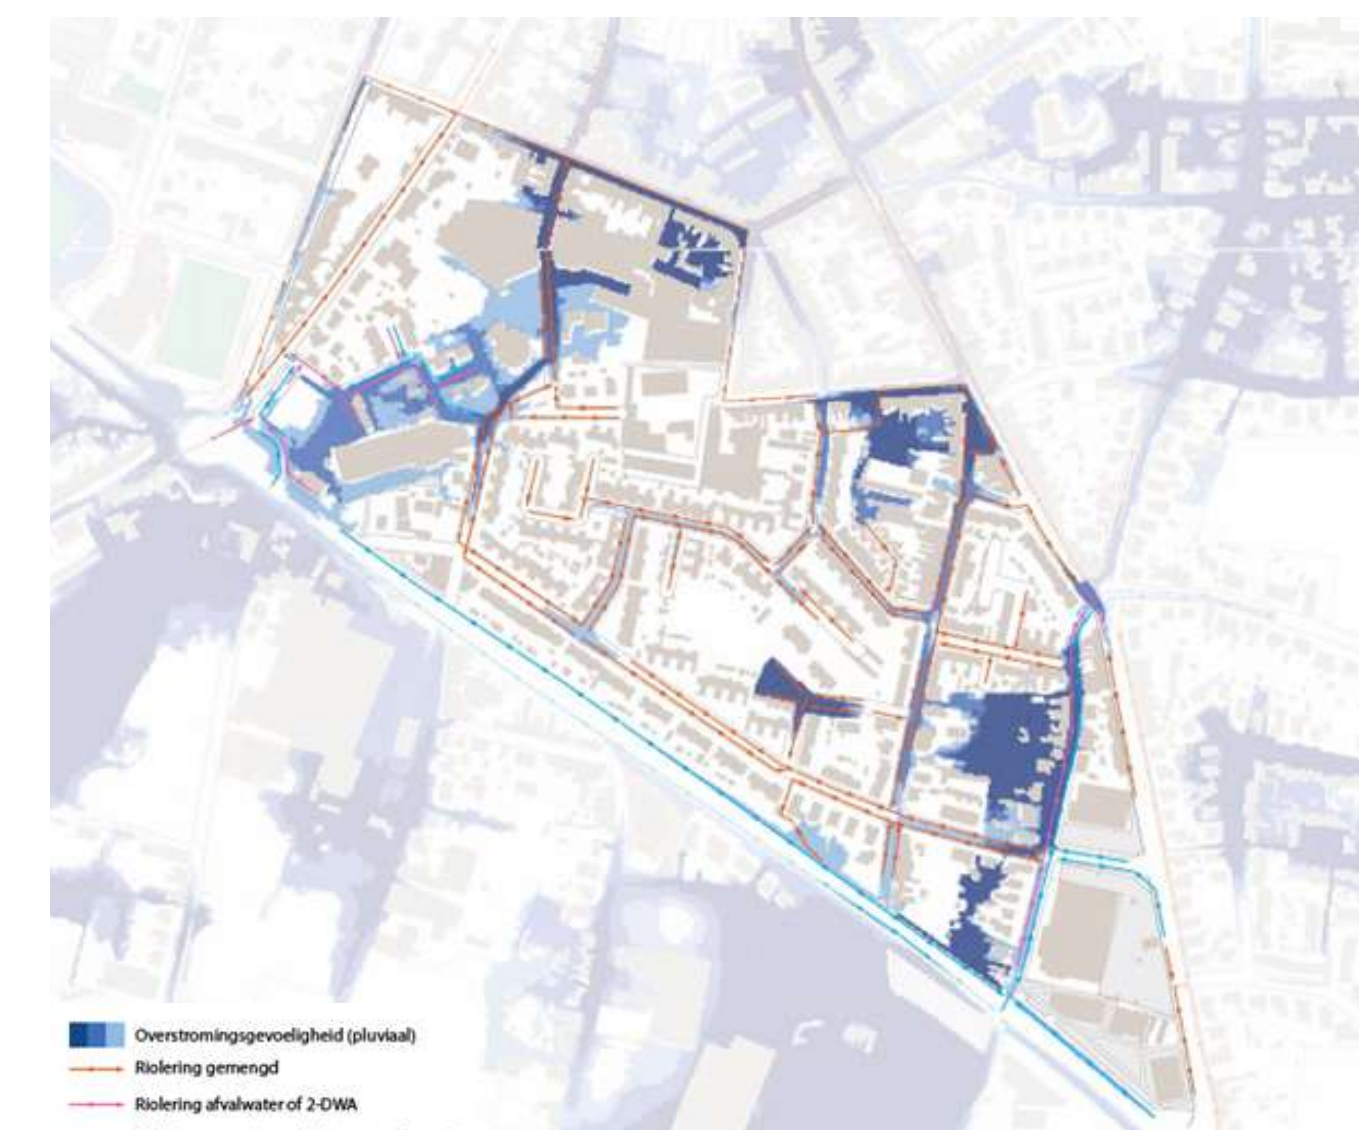 Overstromingsgevoeligheid (pluviaal)
Riolering gemengd
Riolering afvalwater of 2-DWA